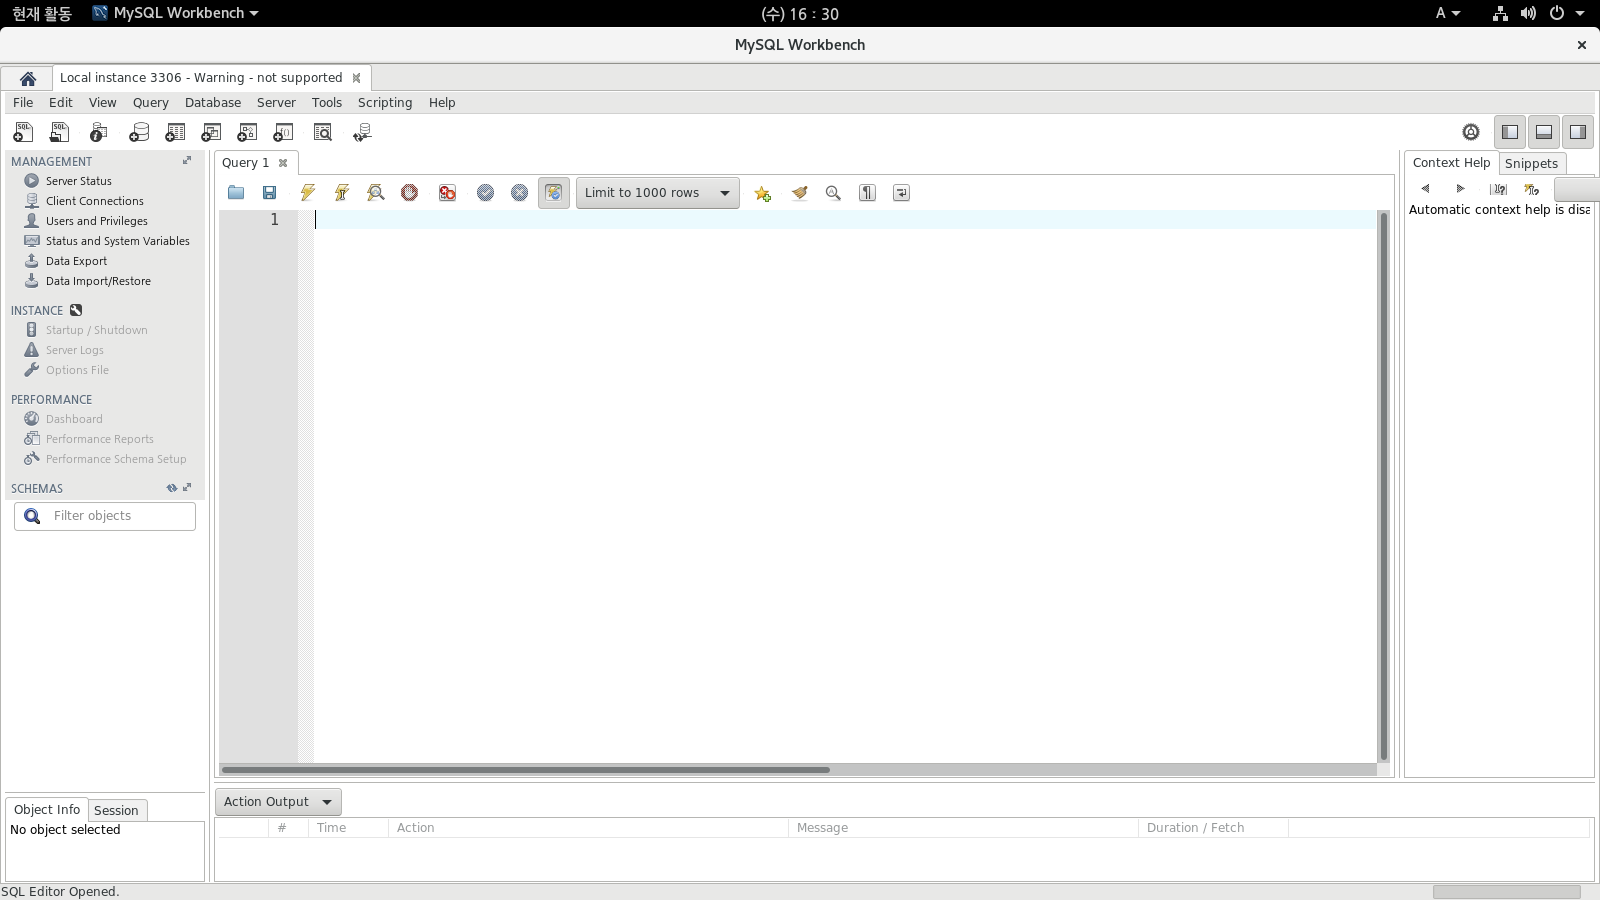 현재 활동
MySQL Workbench
(수) 16 : 30
A
MySQL Workbench
Local instance 3306 - Warning - not supported
File Edit View Query Database Server Tools Scripting Help
MANAGEMENT
Server Status
Client Connections
Users and Privileges
Status and System Variables
Data Export
Data Import/Restore
INSTANCE
Startup / Shutdown
Server Logs
Options File
PERFORMANCE
Dashboard
Performance Reports
Performance Schema Setup
SCHEMAS
Filter objects
Object Info Session
No object selected
Query 1
Limit to 1000 rows
1
Context Help Snippets
Automatic context help is disa
Action Output
# Time Action Message Duration / Fetch
SQL Editor Opened.